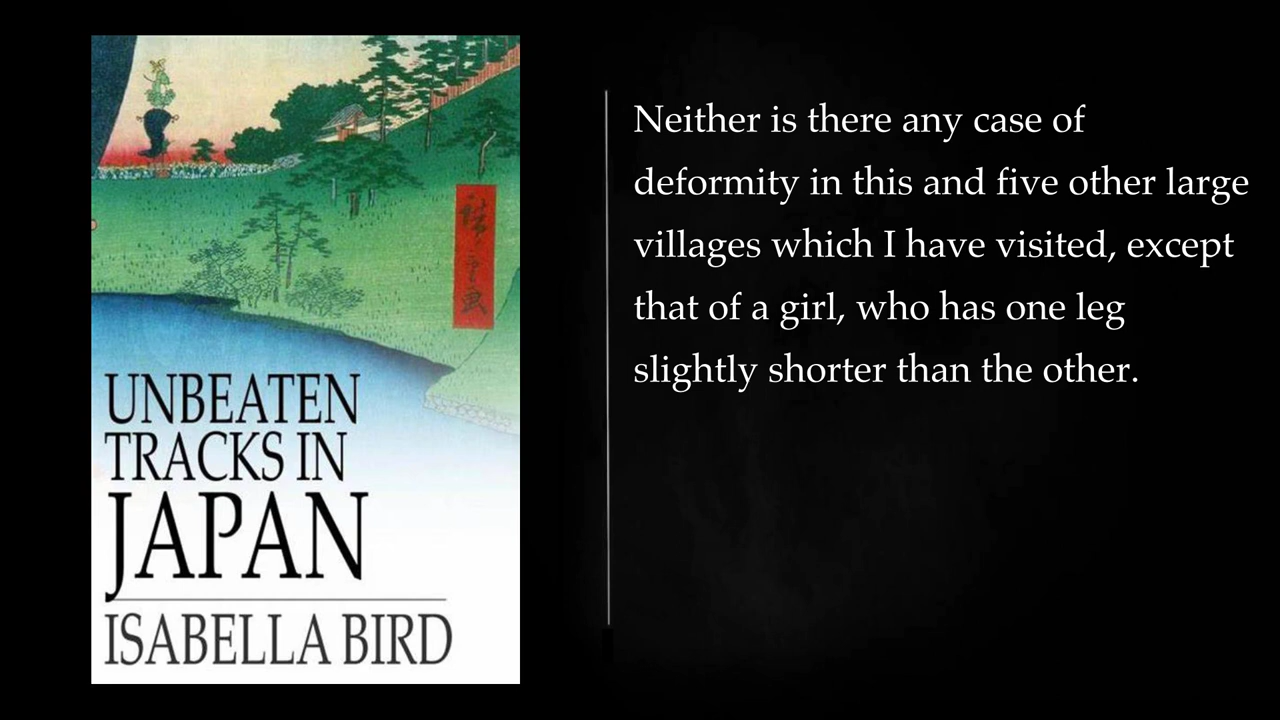 UNBEATEN
TRACKS IN
JAPAN
ISABELLA BIRD
Neither is there any case of
deformity in this and five other large
villages which I have visited, except
that of a girl, who has one leg
slightly shorter than the other.